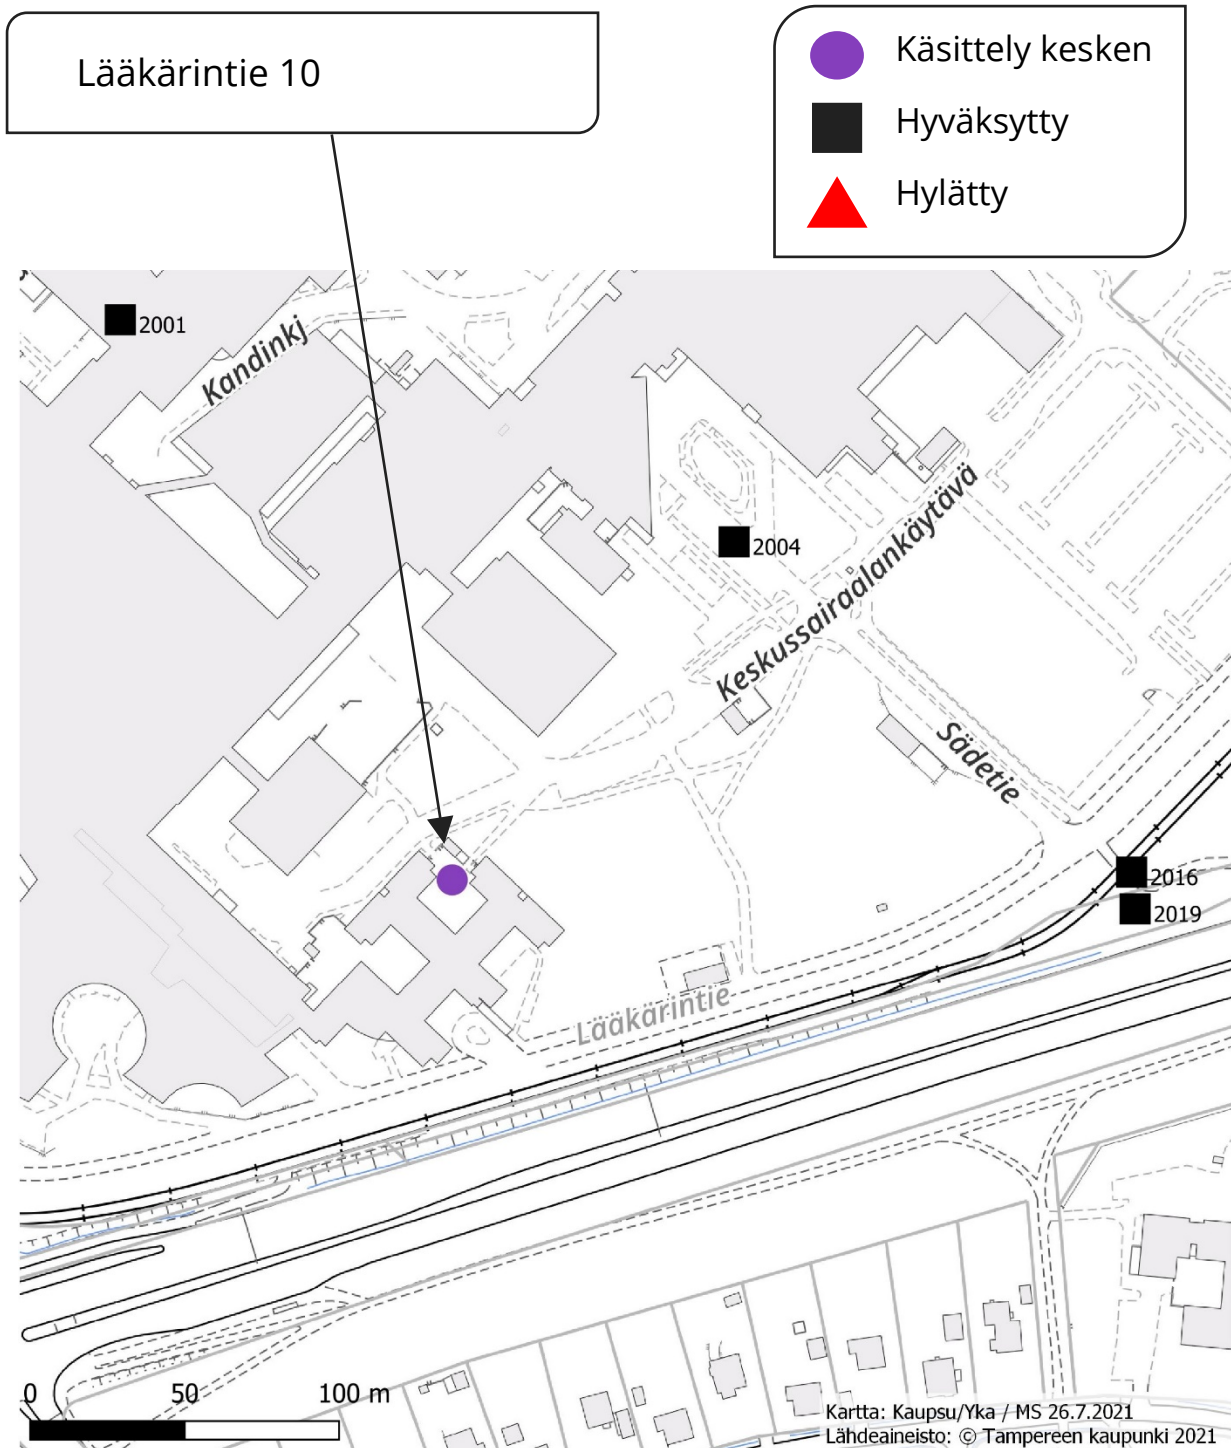 Lääkärintie 10
Käsittely kesken
Hyväksytty
Hylätty
2001
Kandinkj
2004
Keskussairaalankäytävä
Sädetie
2016
2019
Lääkärintie
0 50 100 m
Kartta: Kaupsu/Yka / MS 26.7.2021
Lähdeaineisto: © Tampereen kaupunki 2021